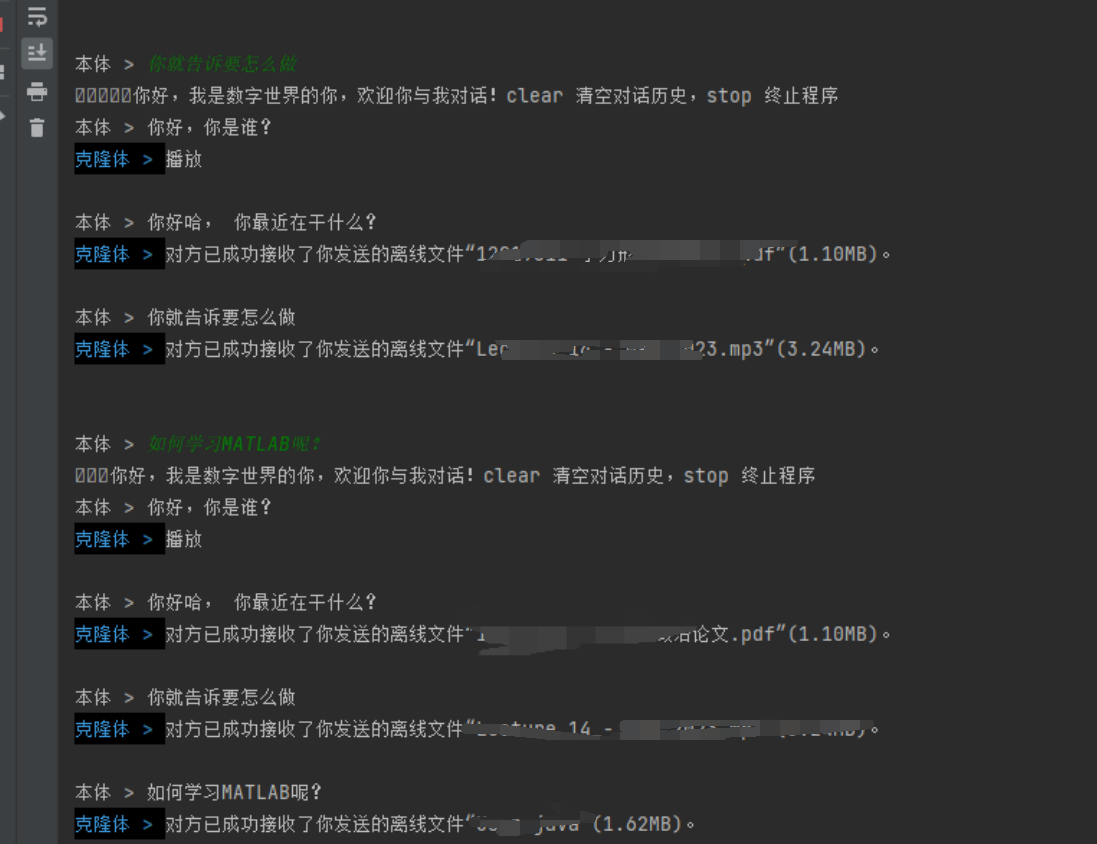 本体 > 你就告诉要怎么做
你好，我是数字世界的你，欢迎你与我对话！clear 清空对话历史，stop 终止程序
本体 > 你好，你是谁？
克隆体 > 播放
本体 > 你好哈， 你最近在干什么？
克隆体 > 对方已成功接收了你发送的离线文件“12 df”(1.10MB)。
本体 > 你就告诉要怎么做
克隆体 > 对方已成功接收了你发送的离线文件“Lec 14 - 23.mp3”(3.24MB)。
本体 > 如何学习MATLAB呢？
你好，我是数字世界的你，欢迎你与我对话！clear 清空对话历史，stop 终止程序
本体 > 你好，你是谁？
克隆体 > 播放
本体 > 你好哈， 你最近在干什么？
克隆体 > 对方已成功接收了你发送的离线文件“1 论文.pdf”(1.10MB)。
本体 > 你就告诉要怎么做
克隆体 > 对方已成功接收了你发送的离线文件“Lecture 14 - 。
本体 > 如何学习MATLAB呢？
克隆体 > 对方已成功接收了你发送的离线文件“ java (1.62MB)。